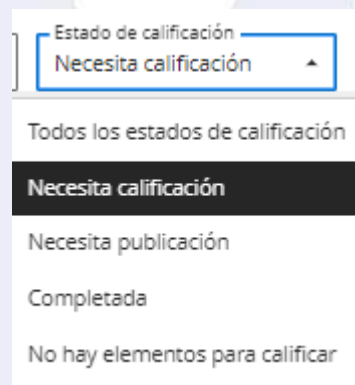 Estado de calificación
Necesita calificación
Todos los estados de calificación
Necesita calificación
Necesita publicación
Completada
No hay elementos para calificar